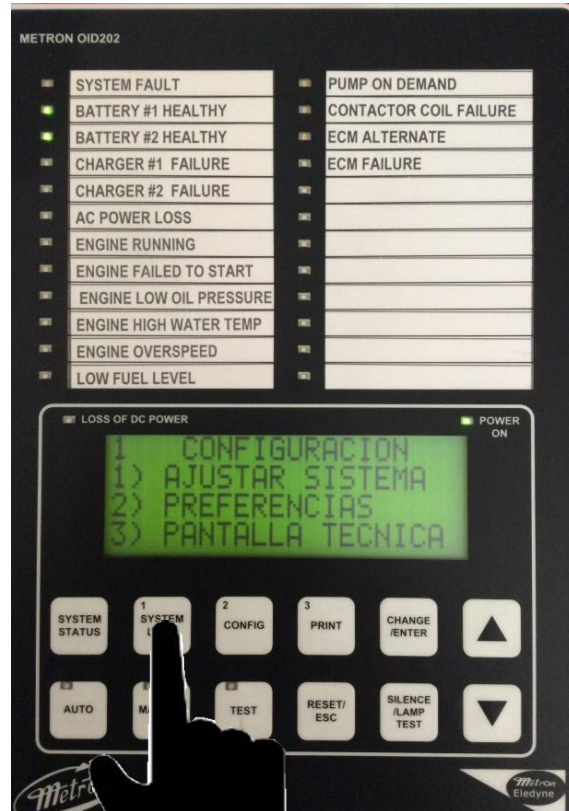 METRON OID202
SYSTEM FAULT
BATTERY #1 HEALTHY
BATTERY #2 HEALTHY
CHARGER #1 FAILURE
CHARGER #2 FAILURE
AC POWER LOSS
ENGINE RUNNING
ENGINE FAILED TO START
ENGINE LOW OIL PRESSURE
ENGINE HIGH WATER TEMP
ENGINE OVERSPEED
LOW FUEL LEVEL
PUMP ON DEMAND
CONTACTOR COIL FAILURE
ECM ALTERNATE
ECM FAILURE
LOSS OF DC POWER
POWER
ON
1 CONFIGURACION
1) AJUSTAR SISTEMA
2) PREFERENCIAS
3) PANTALLA TECNICA
SYSTEM
STATUS
1
SYSTEM
2
CONFIG
3
PRINT
CHANGE
/ENTER
AUTO
TEST
RESET/
ESC
SILENCE
/LAMP
TEST
Metron
Eledyne